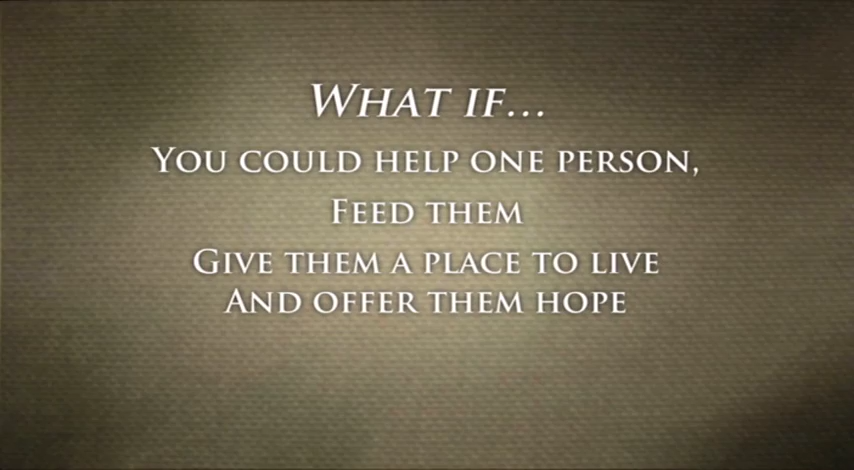 What if...
You could help one person,
Feed them
Give them a place to live
And offer them hope